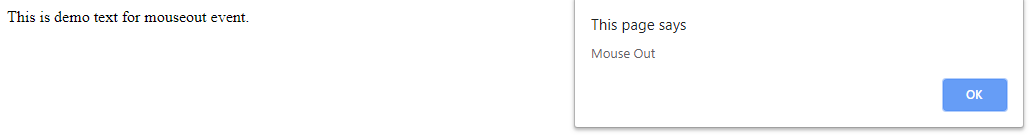 This is demo text for mouseout event.
This page says
Mouse Out
OK